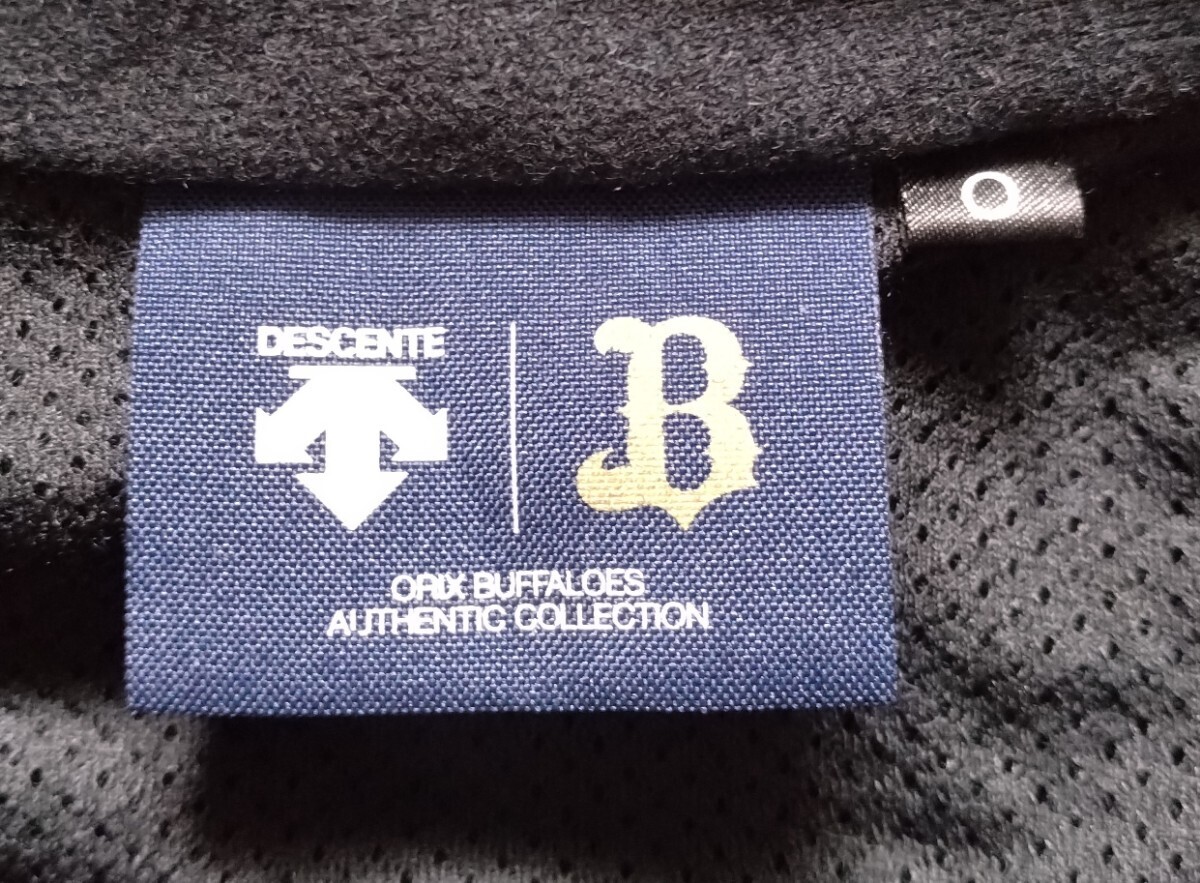 O
DESCENTE
B
ORIX BUFFALOES
AUTHENTIC COLLECTION